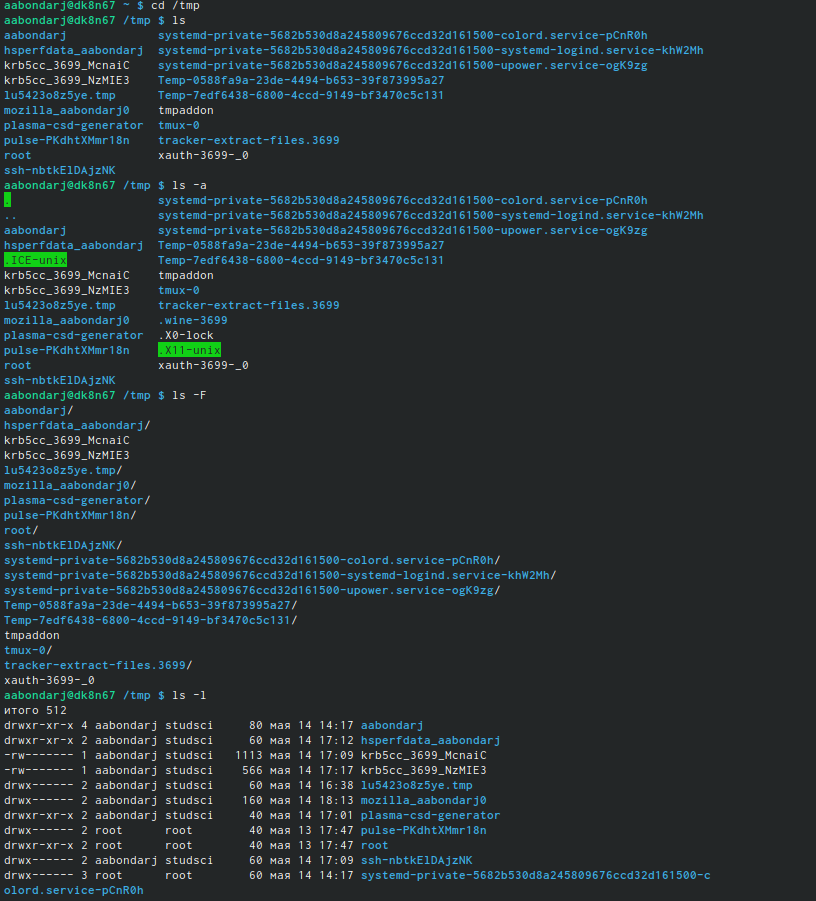 aabondarj@dk8n67 ~ $ cd /tmp
aabondarj@dk8n67 /tmp $ ls
aabondarj             systemd-private-5682b530d8a245809676ccd32d161500-colord.service-pCnR0h
hsperfdata_aabondarj  systemd-private-5682b530d8a245809676ccd32d161500-systemd-logind.service-khW2Mh
krb5cc_3699_McnaiC    systemd-private-5682b530d8a245809676ccd32d161500-upower.service-ogK9zg
krb5cc_3699_NzMIE3    Temp-0588fa9a-23de-4494-b653-39f873995a27
lu5423o8z5ye.tmp      Temp-7edf6438-6800-4ccd-9149-bf3470c5c131
mozilla_aabondarj0    tmpaddon
plasma-csd-generator  tmux-0
pulse-PKdhtXMmr18n    tracker-extract-files.3699
root                  xauth-3699-_0
ssh-nbtkElDAjzNK
aabondarj@dk8n67 /tmp $ ls -a
.                     systemd-private-5682b530d8a245809676ccd32d161500-colord.service-pCnR0h
..                    systemd-private-5682b530d8a245809676ccd32d161500-systemd-logind.service-khW2Mh
aabondarj             systemd-private-5682b530d8a245809676ccd32d161500-upower.service-ogK9zg
hsperfdata_aabondarj  Temp-0588fa9a-23de-4494-b653-39f873995a27
.ICE-unix             Temp-7edf6438-6800-4ccd-9149-bf3470c5c131
krb5cc_3699_McnaiC    tmpaddon
krb5cc_3699_NzMIE3    tmux-0
lu5423o8z5ye.tmp      tracker-extract-files.3699
mozilla_aabondarj0    .wine-3699
plasma-csd-generator  .X0-lock
pulse-PKdhtXMmr18n    .X11-unix
root                  xauth-3699-_0
ssh-nbtkElDAjzNK
aabondarj@dk8n67 /tmp $ ls -F
aabondarj/
hsperfdata_aabondarj/
krb5cc_3699_McnaiC
krb5cc_3699_NzMIE3
lu5423o8z5ye.tmp/
mozilla_aabondarj0/
plasma-csd-generator/
pulse-PKdhtXMmr18n/
root/
ssh-nbtkElDAjzNK/
systemd-private-5682b530d8a245809676ccd32d161500-colord.service-pCnR0h/
systemd-private-5682b530d8a245809676ccd32d161500-systemd-logind.service-khW2Mh/
systemd-private-5682b530d8a245809676ccd32d161500-upower.service-ogK9zg/
Temp-0588fa9a-23de-4494-b653-39f873995a27/
Temp-7edf6438-6800-4ccd-9149-bf3470c5c131/
tmpaddon
tmux-0/
tracker-extract-files.3699/
xauth-3699-_0
aabondarj@dk8n67 /tmp $ ls -l
итого 512
drwxr-xr-x 4 aabondarj studsci     80 мая 14 14:17 aabondarj
drwxr-xr-x 2 aabondarj studsci     60 мая 14 17:12 hsperfdata_aabondarj
-rw------- 1 aabondarj studsci   1113 мая 14 17:09 krb5cc_3699_McnaiC
-rw------- 1 aabondarj studsci    566 мая 14 17:17 krb5cc_3699_NzMIE3
drwx------ 2 aabondarj studsci     60 мая 14 16:38 lu5423o8z5ye.tmp
drwx------ 2 aabondarj studsci    160 мая 14 18:13 mozilla_aabondarj0
drwxr-xr-x 2 aabondarj studsci     40 мая 14 17:01 plasma-csd-generator
drwx------ 2 root      root        40 мая 13 17:47 pulse-PKdhtXMmr18n
drwxr-xr-x 2 root      root        40 мая 13 17:47 root
drwx------ 2 aabondarj studsci     60 мая 14 17:09 ssh-nbtkElDAjzNK
drwx------ 3 root      root        60 мая 14 14:17 systemd-private-5682b530d8a245809676ccd32d161500-c
olord.service-pCnR0h